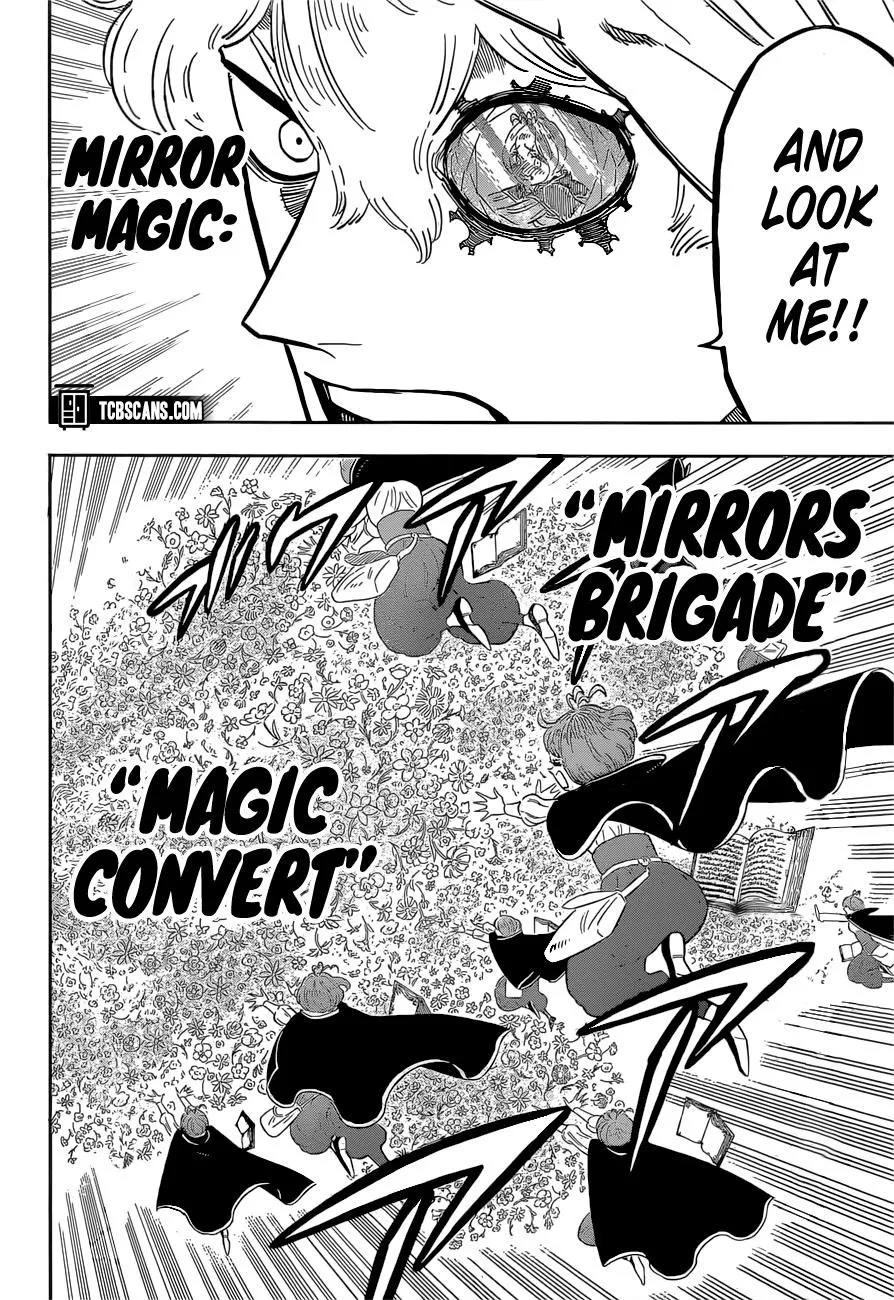 AND
LOOK
AT
ME!!
MIRROR
MAGIC:
TCBSCANS.COM
“MIRRORS
BRIGADE”
“MAGIC
CONVERT”